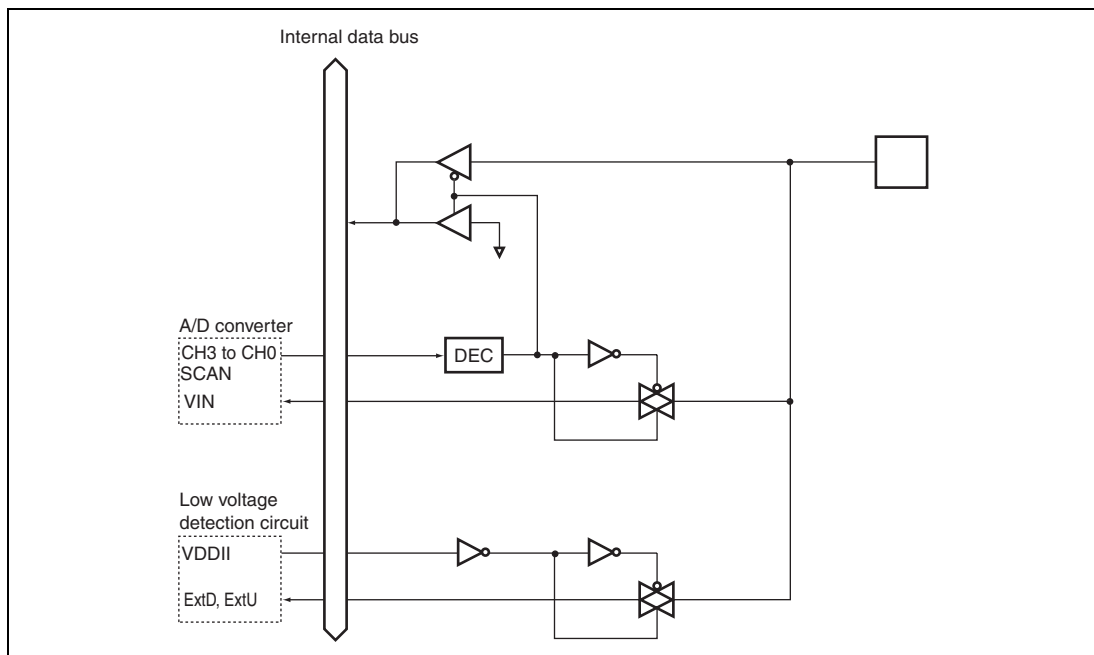 Internal data bus
A/D converter
CH3 to CH0
SCAN
VIN
DEC
Low voltage
detection circuit
VDDII
ExtD, ExtU